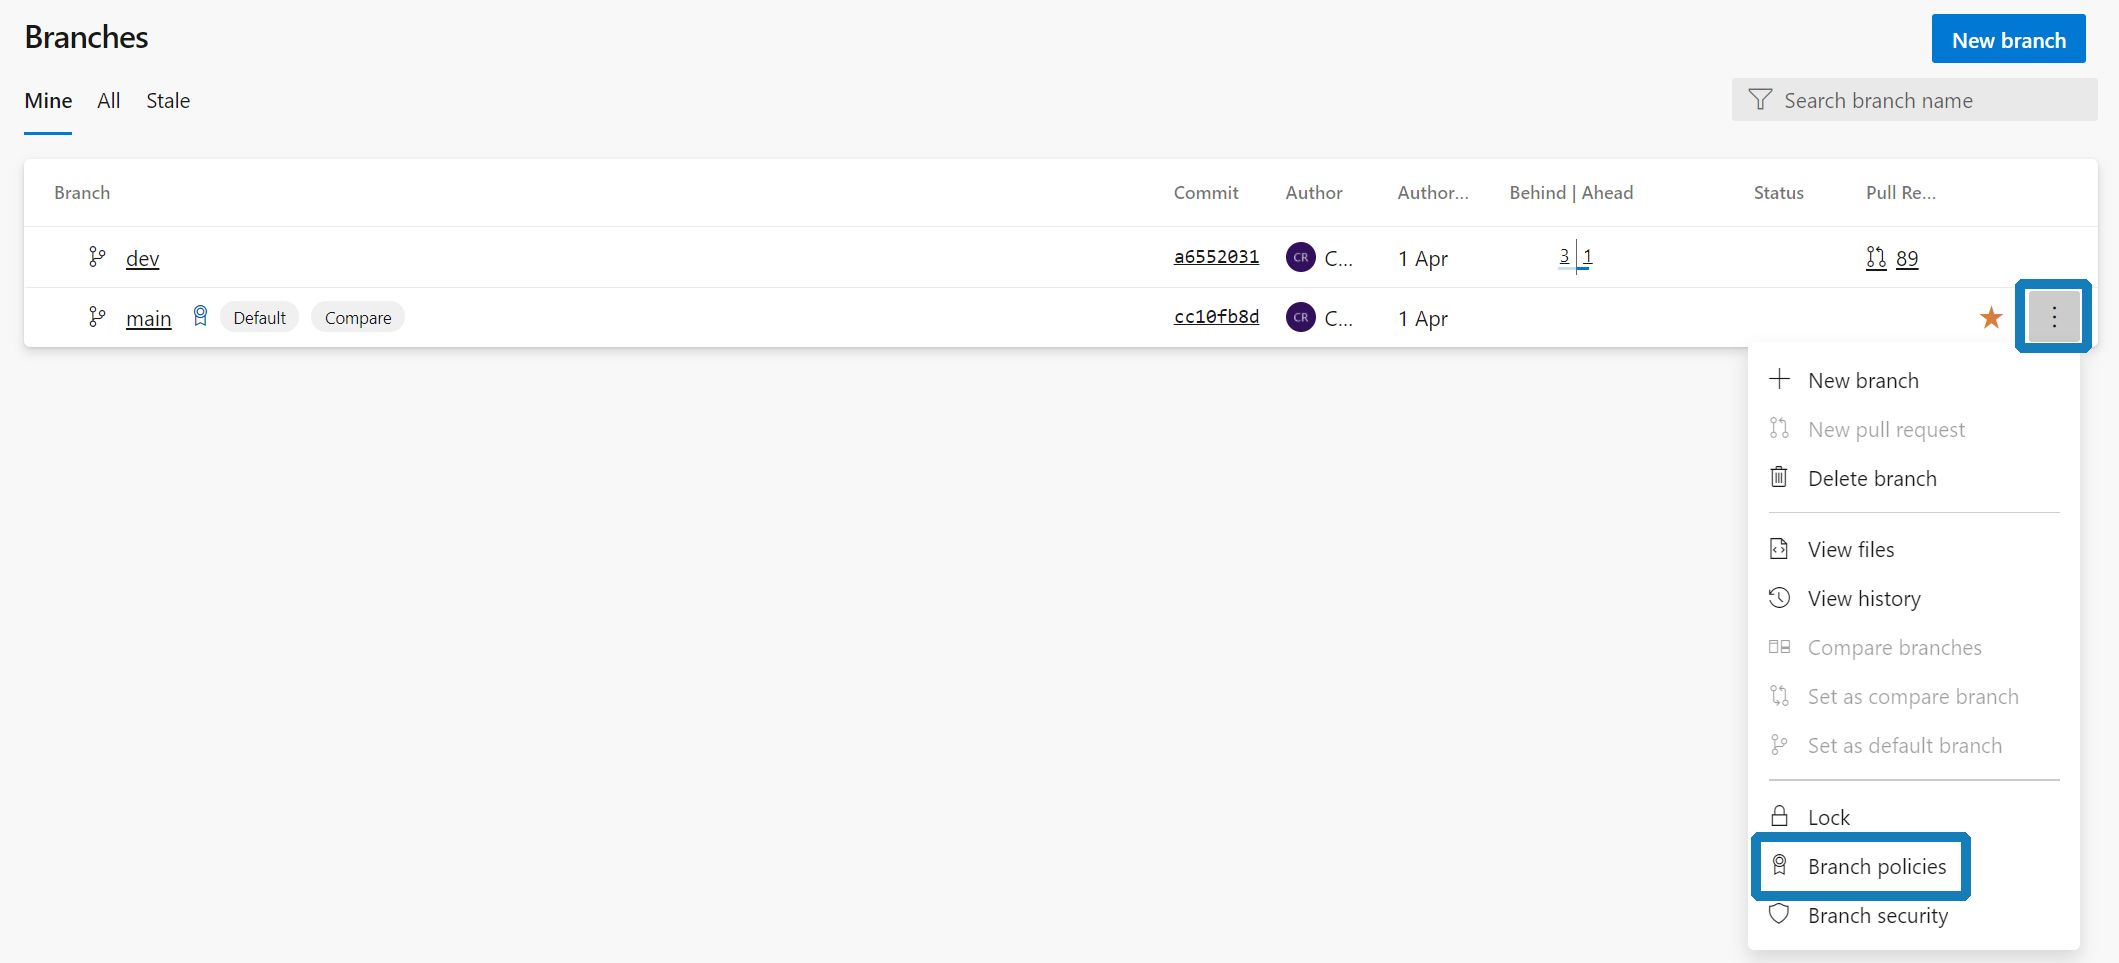 Branches
New branch
Mine All Stale
Search branch name
Branch Commit Author Author... Behind | Ahead Status Pull Re...
dev a6552031 CR C... 1 Apr 3 1 89
main Default Compare cc10fb8d CR C... 1 Apr
New branch
New pull request
Delete branch
View files
View history
Compare branches
Set as compare branch
Set as default branch
Lock
Branch policies
Branch security